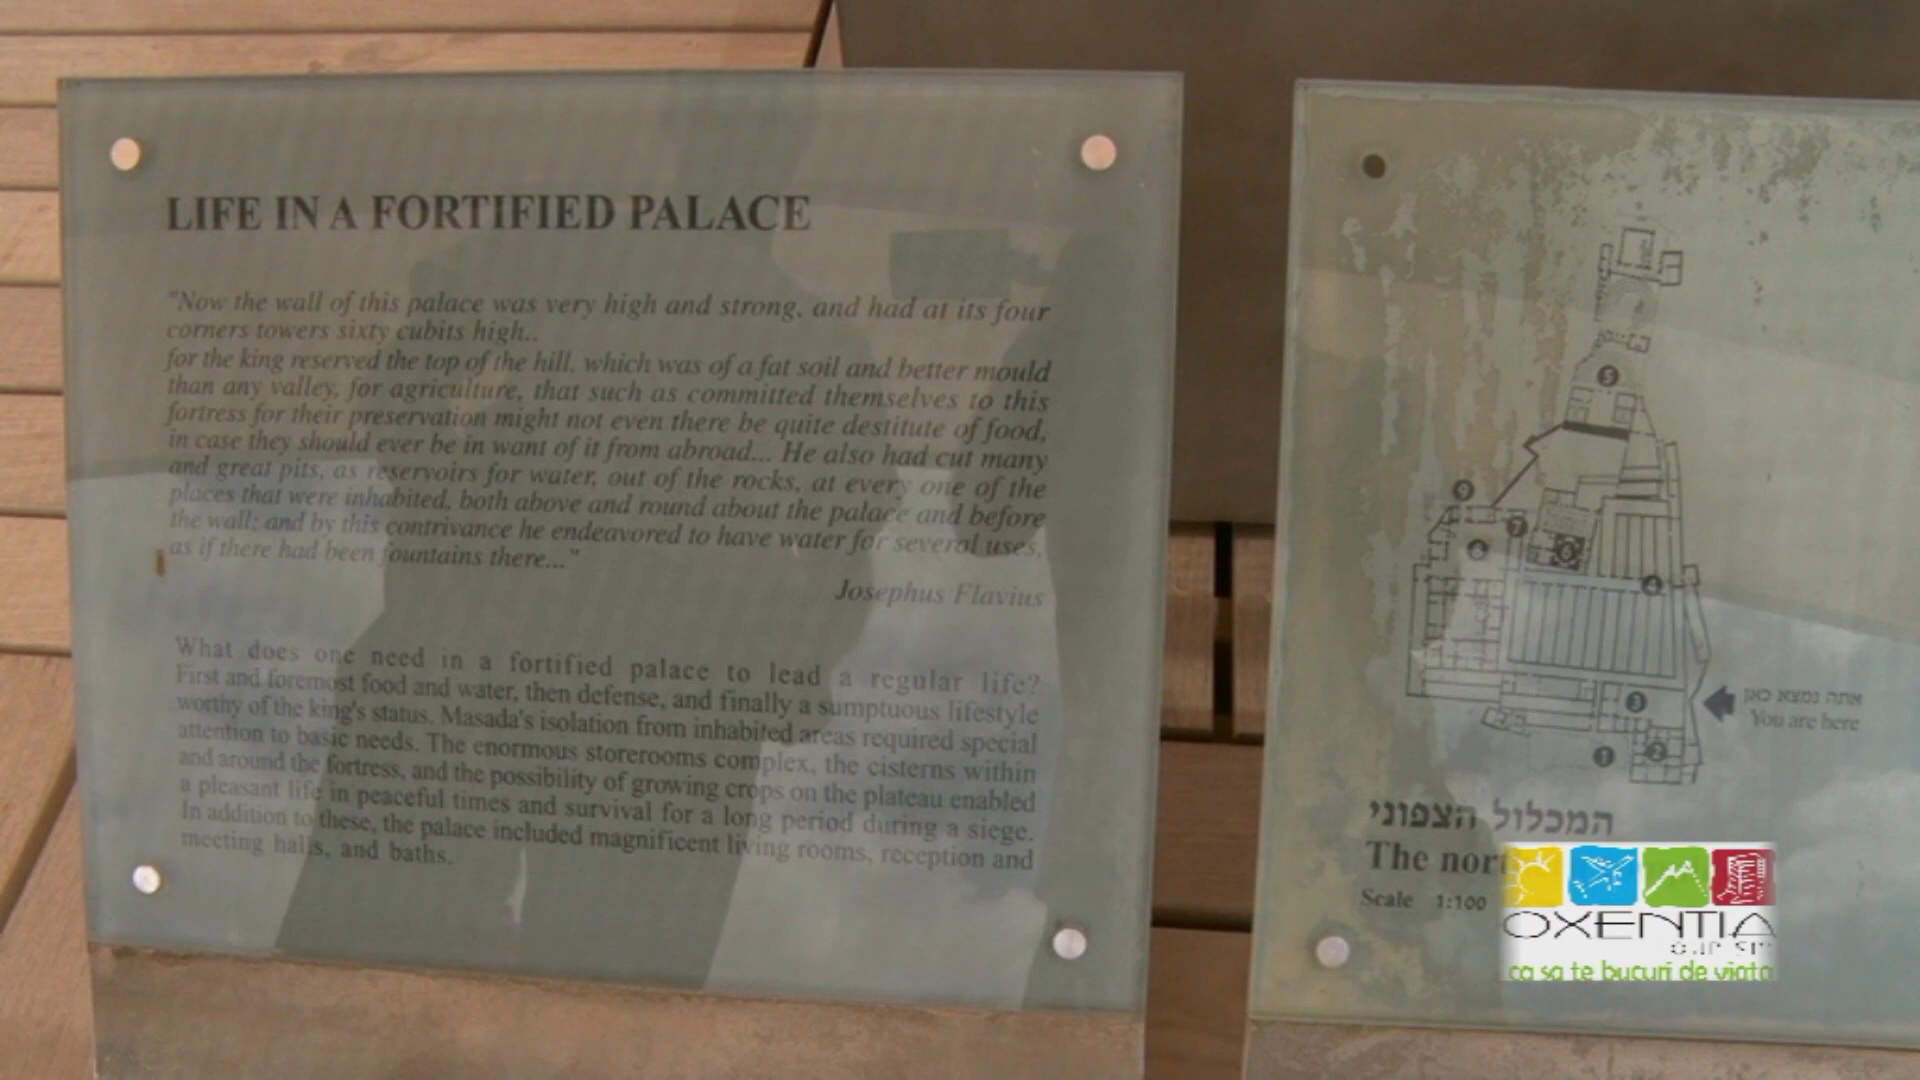 LIFE IN A FORTIFIED PALACE
"Now the wall of this palace was very high and strong, and had at its four
corners towers sixty cubits high..
for the king reserved the top of the hill, which was of a fat soil and better mould
than any valley, for agriculture, that such as committed themselves to this
fortress for their preservation might not even there be quite destitute of food,
in case they should ever be in want of it from abroad... He also had cut many
and great pits, as reservoirs for water, out of the rocks, at every one of the
places that were inhabited, both above and round about the palace and before
the wall; and by this contrivance he endeavored to have water for several uses,
as if there had been fountains there..."
Josephus Flavius
What does one need in a fortified palace to lead a regular life?
First and foremost food and water, then defense, and finally a sumptuous lifestyle
worthy of the king's status. Masada's isolation from inhabited areas required special
attention to basic needs. The enormous storerooms complex, the cisterns within
and around the fortress, and the possibility of growing crops on the plateau enabled
a pleasant life in peaceful times and survival for a long period during a siege.
In addition to these, the palace included magnificent living rooms, reception and
meeting halls, and baths.
5
9
7
8
6
4
3
אתה נמצא כאן
You are here
1
2
המכלול הצפוני
The nor
Scale 1:100
OXENTIA
ca sa te bucuri de viata